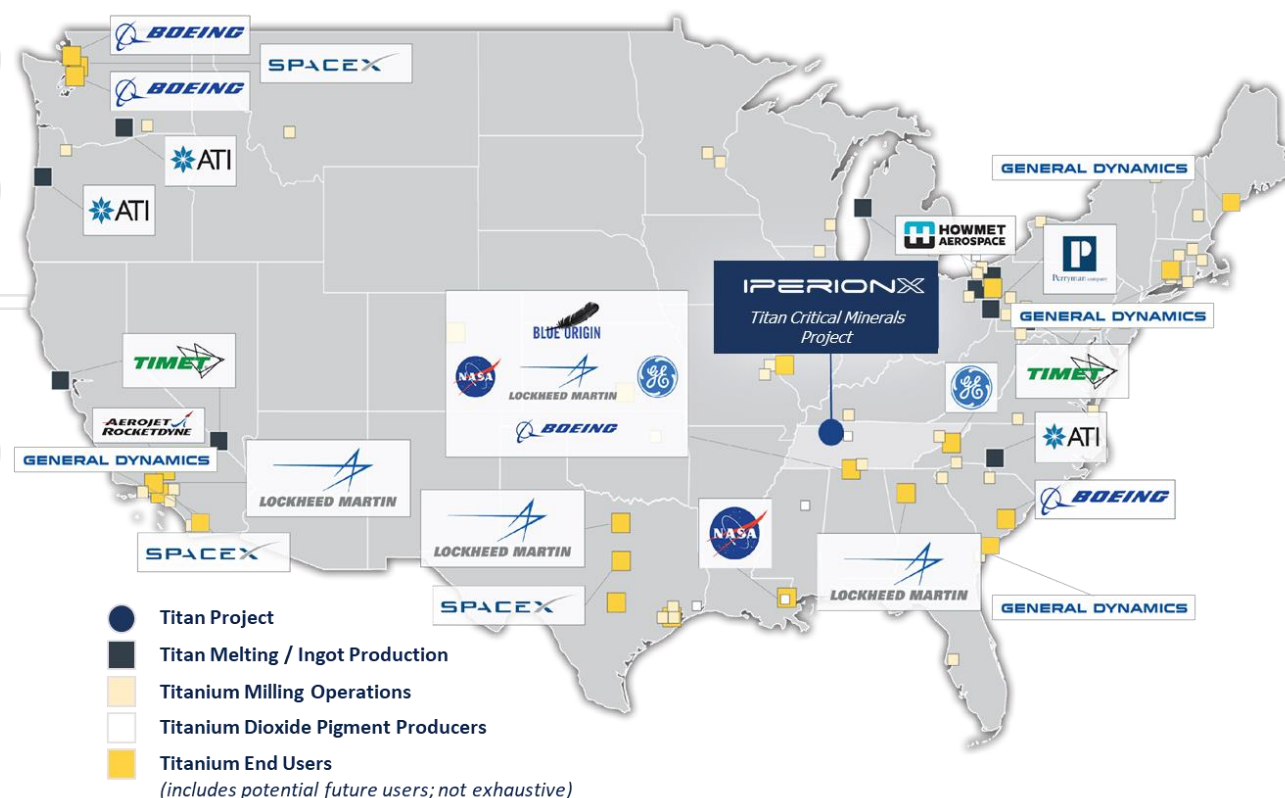 BOEING
SPACEX
BOEING
ATI
ATI
GENERAL DYNAMICS
HOWMET
AEROSPACE
P
Perryman company
IPERIONX
Titan Critical Minerals
Project
GENERAL DYNAMICS
BLUE ORIGIN
NASA
LOCKHEED MARTIN
GE
BOEING
TIMET
TIMET
GE
AEROJET
ROCKETDYNE
ATI
GENERAL DYNAMICS
LOCKHEED MARTIN
BOEING
LOCKHEED MARTIN
NASA
SPACEX
LOCKHEED MARTIN
SPACEX
GENERAL DYNAMICS
Titan Project
Titan Melting / Ingot Production
Titanium Milling Operations
Titanium Dioxide Pigment Producers
Titanium End Users
(includes potential future users; not exhaustive)